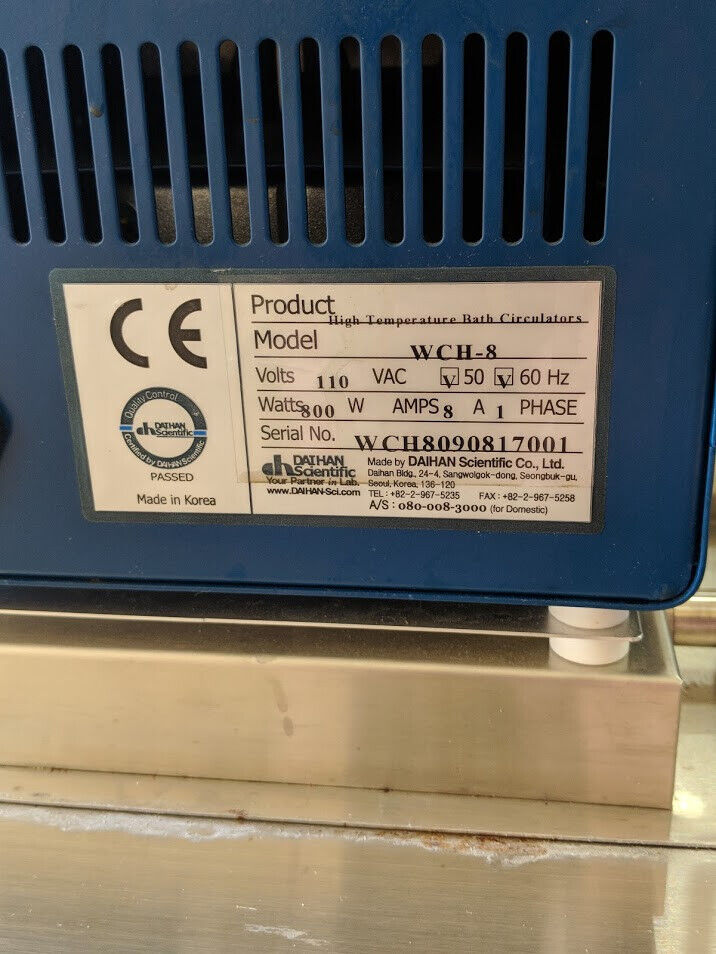 CE
Quality Control
DAIHAN
dh Scientific
Certified by DAIHAN Scientific
PASSED
Made in Korea
Product High Temperature Bath Circulators
Model WCH-8
Volts 110 VAC V 50 V 60 Hz
Watts 800 W AMPS 8 A 1 PHASE
Serial No. WCH8090817001
DAIHAN
dh Scientific
Your Partner in Lab.
www.DAIHAN-Sci.com
Made by DAIHAN Scientific Co., Ltd.
Daihan Bldg., 24-4, Sangwolgok-dong, Seongbuk-gu,
Seoul, Korea, 136-120
TEL : +82-2-967-5235 FAX : +82-2-967-5258
A/S : 080-008-3000 (for Domestic)